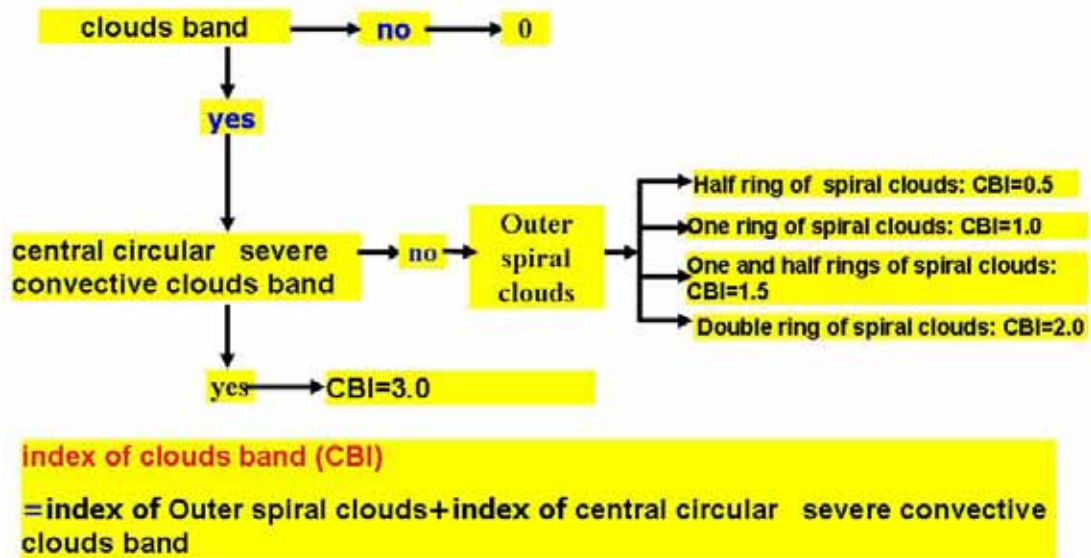 clouds band
no
0
yes
central circular severe
convective clouds band
no
Outer
spiral
clouds
Half ring of spiral clouds: CBI=0.5
One ring of spiral clouds: CBI=1.0
One and half rings of spiral clouds:
CBI=1.5
Double ring of spiral clouds: CBI=2.0
yes
CBI=3.0
index of clouds band (CBI)
=index of Outer spiral clouds+index of central circular severe convective
clouds band